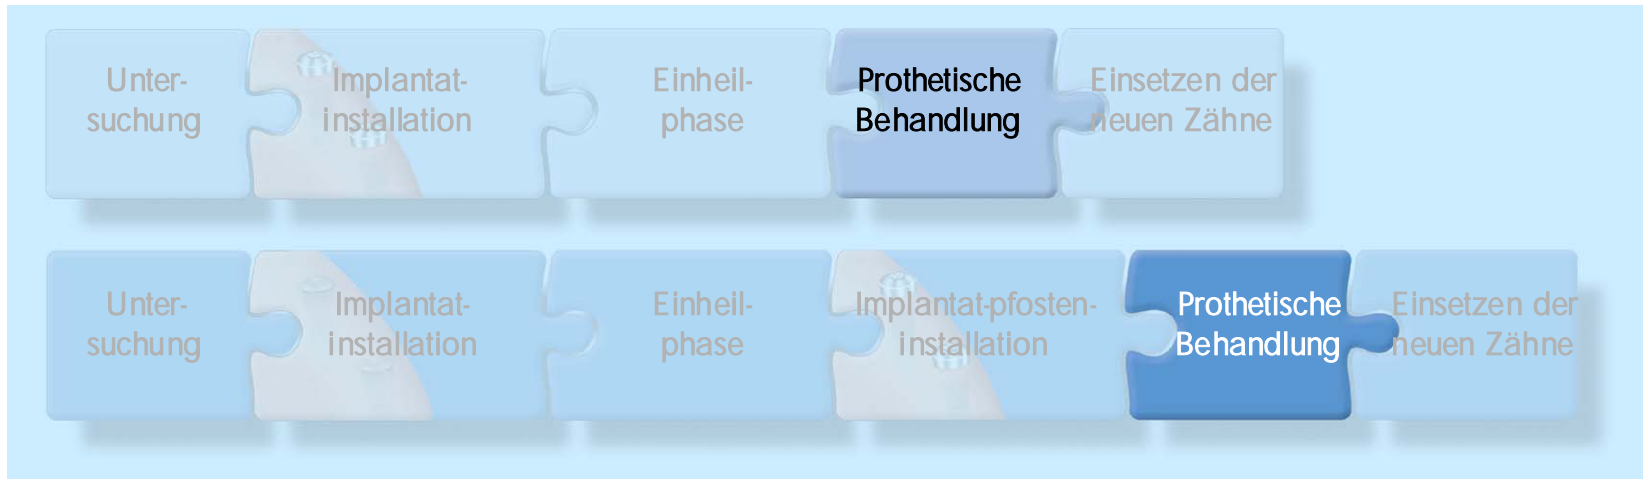 Unter-
suchung
Implantat-
installation
Einheil-
phase
Prothetische
Behandlung
Einsetzen der
neuen Zähne
Unter-
suchung
Implantat-
installation
Einheil-
phase
Implantat-pfosten-
installation
Prothetische
Behandlung
Einsetzen der
neuen Zähne